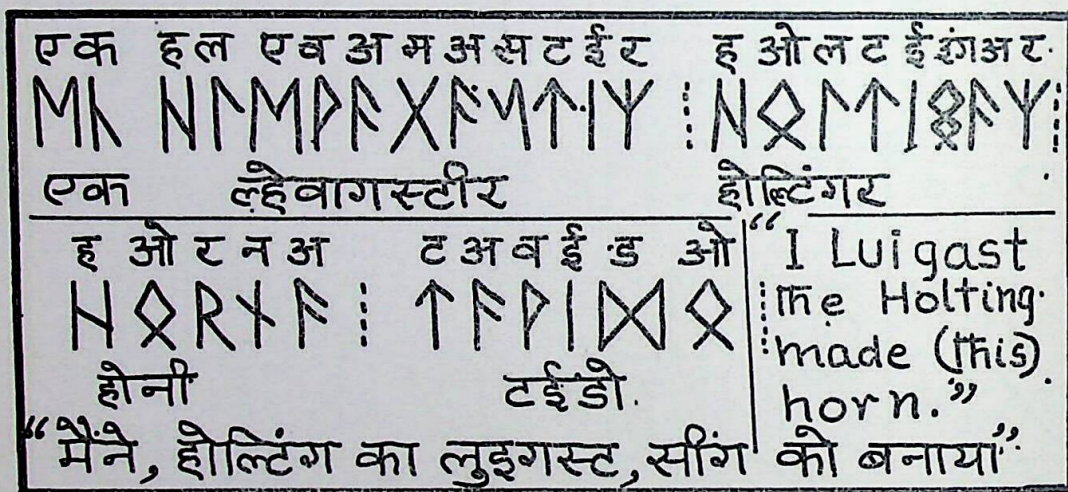 एक हल एव अ म अ स ट ई र ह ओ ल ट ई इंग अ र
ᛖᚲ ᚺᛚᛖᚹᚨᚷᚨᛊᛏᛁᛉ ⁝ ᚺᛟᛚᛏᛁᛜᚨᛉ ⁝
एक ल्हेवागस्टीर होल्टिंगर
ह ओ र न अ ट अ व ई ड ओ
ᚺᛟᚱᚾᚨ ⁝ ᛏᚨᚹᛁᛞᛟ ⁝
होनी टईडो.
“I Luigast
the Holting
made (this)
horn.”
“मैंने, होल्टिंग का लुइगस्ट, सींग को बनाया”